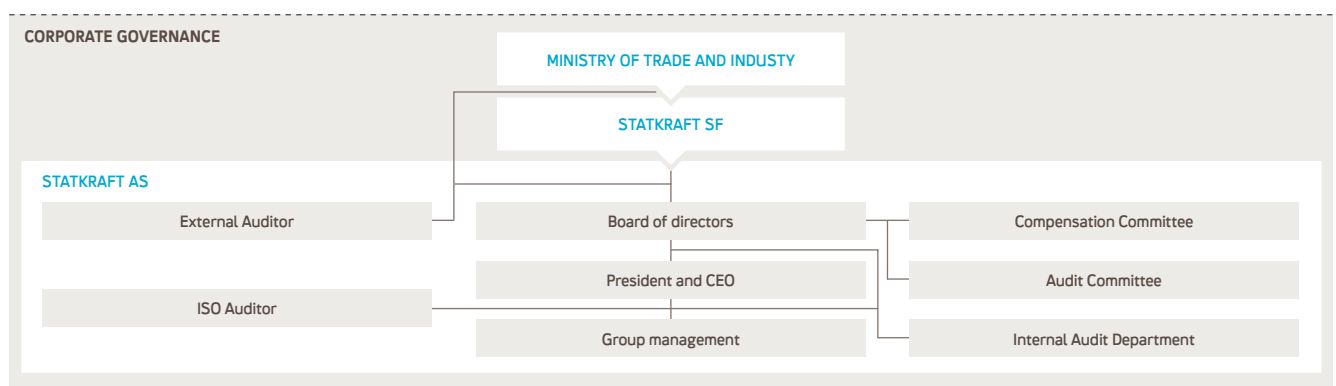 CORPORATE GOVERNANCE
MINISTRY OF TRADE AND INDUSTY
STATKRAFT SF
STATKRAFT AS
External Auditor
Board of directors
Compensation Committee
President and CEO
Audit Committee
ISO Auditor
Group management
Internal Audit Department